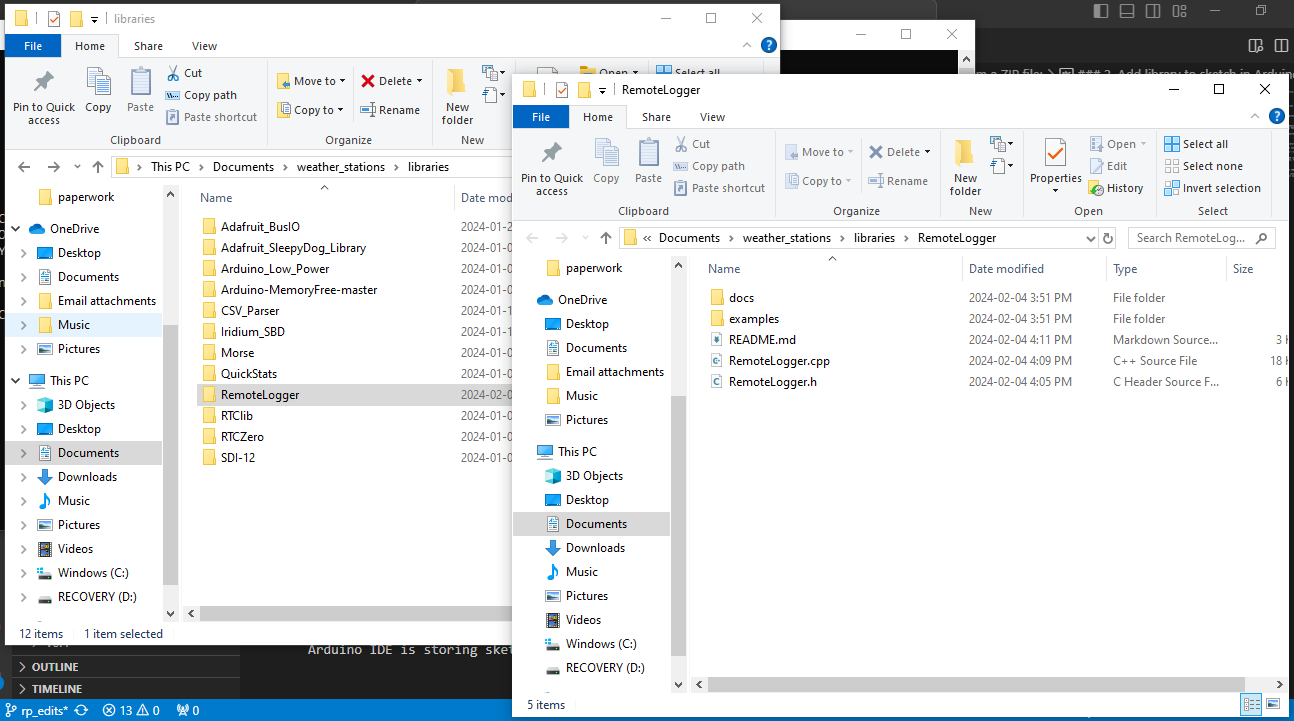 libraries
File Home Share View
Pin to Quick access
Copy
Paste
Cut
Copy path
Paste shortcut
Clipboard
Move to
Copy to
Delete
Rename
Organize
New folder
New
Open
Select all
This PC > Documents > weather_stations > libraries
paperwork
OneDrive
Desktop
Documents
Email attachments
Music
Pictures
This PC
3D Objects
Desktop
Documents
Downloads
Music
Pictures
Videos
Windows (C:)
RECOVERY (D:)
Name Date mod
Adafruit_BusIO 2024-01-2
Adafruit_SleepyDog_Library 2024-01-0
Arduino_Low_Power 2024-01-0
Arduino-MemoryFree-master 2024-01-0
CSV_Parser 2024-01-1
Iridium_SBD 2024-01-1
Morse 2024-01-0
QuickStats 2024-01-0
RemoteLogger 2024-02-0
RTClib 2024-01-0
RTCZero 2024-01-0
SDI-12 2024-01-0
12 items 1 item selected
m a ZIP file: > ### 2. Add library to sketch in Arduin
RemoteLogger
File Home Share View
Pin to Quick access
Copy
Paste
Cut
Copy path
Paste shortcut
Clipboard
Move to
Copy to
Delete
Rename
Organize
New folder
New
Properties
Open
Edit
History
Open
Select all
Select none
Invert selection
Select
« Documents > weather_stations > libraries > RemoteLogger
Search RemoteLog...
paperwork
OneDrive
Desktop
Documents
Email attachments
Music
Pictures
This PC
3D Objects
Desktop
Documents
Downloads
Music
Pictures
Videos
Windows (C:)
RECOVERY (D:)
Name Date modified Type Size
docs 2024-02-04 3:51 PM File folder
examples 2024-02-04 3:51 PM File folder
README.md 2024-02-04 4:11 PM Markdown Source... 3 K
RemoteLogger.cpp 2024-02-04 4:09 PM C++ Source File 18 K
RemoteLogger.h 2024-02-04 4:05 PM C Header Source F... 6 K
5 items
Arduino IDE is storing sket
OUTLINE
TIMELINE
rp_edits* 13 0 0